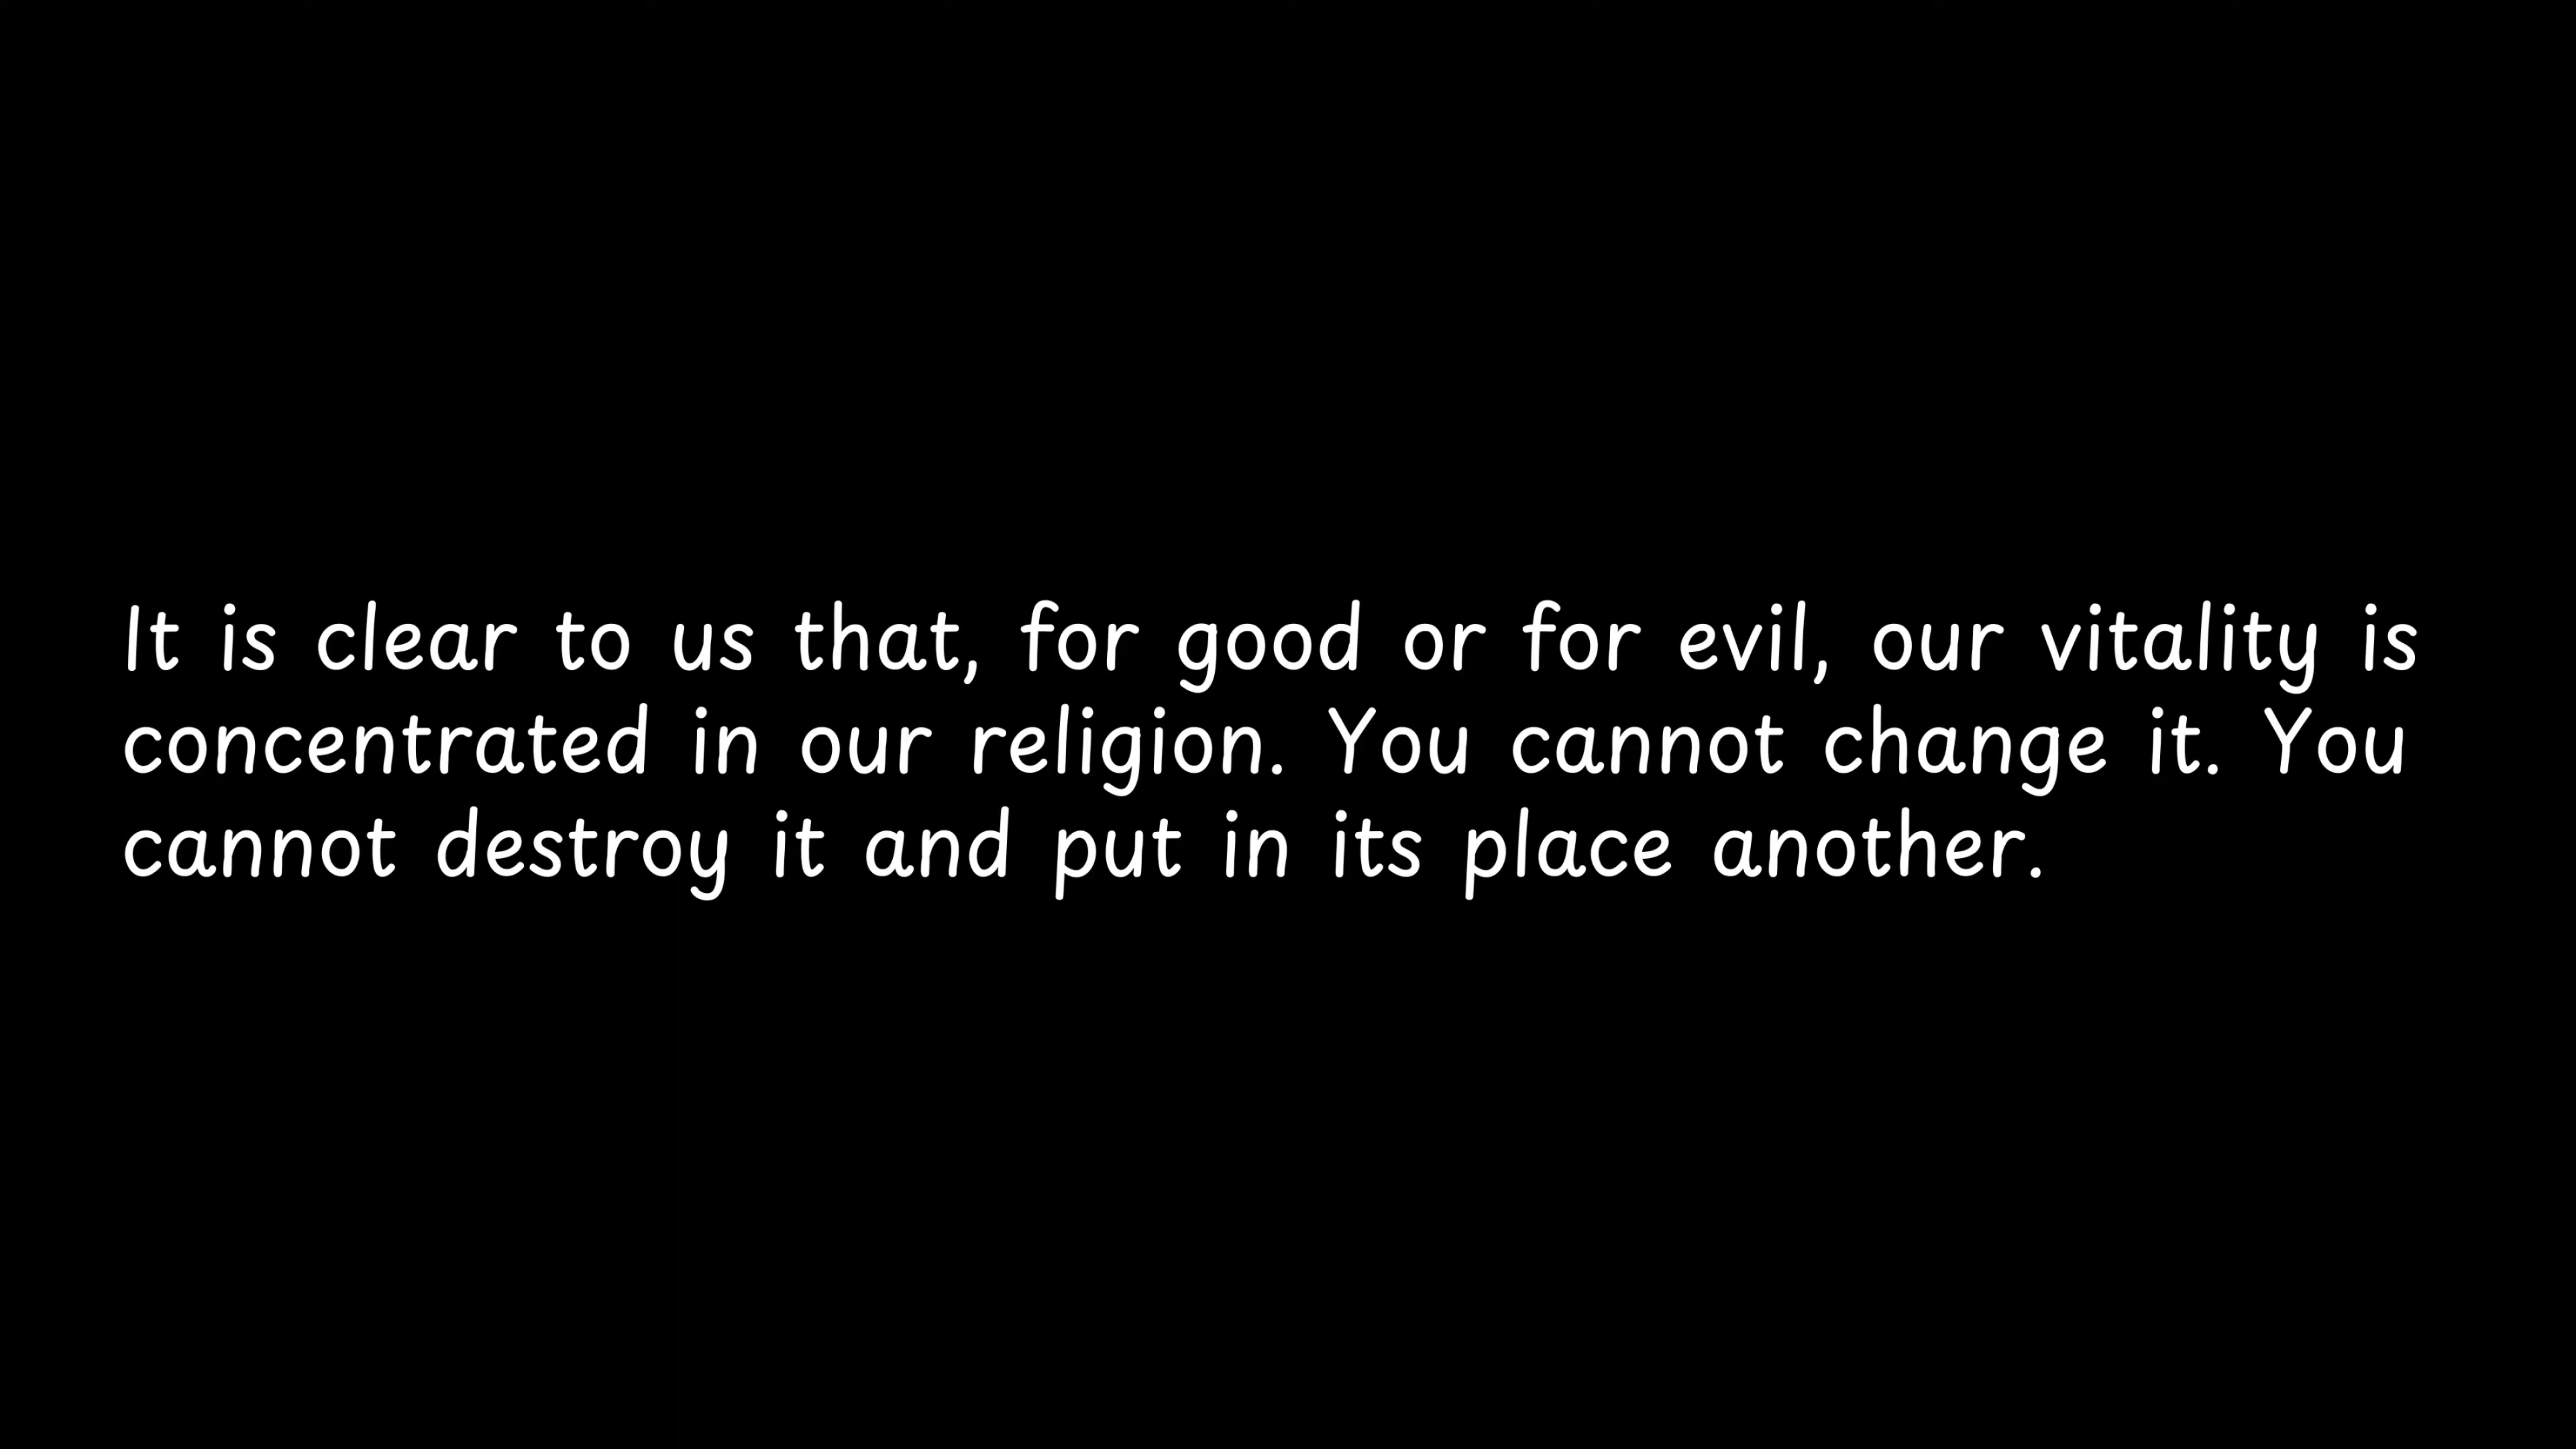 It is clear to us that, for good or for evil, our vitality is
concentrated in our religion. You cannot change it. You
cannot destroy it and put in its place another.